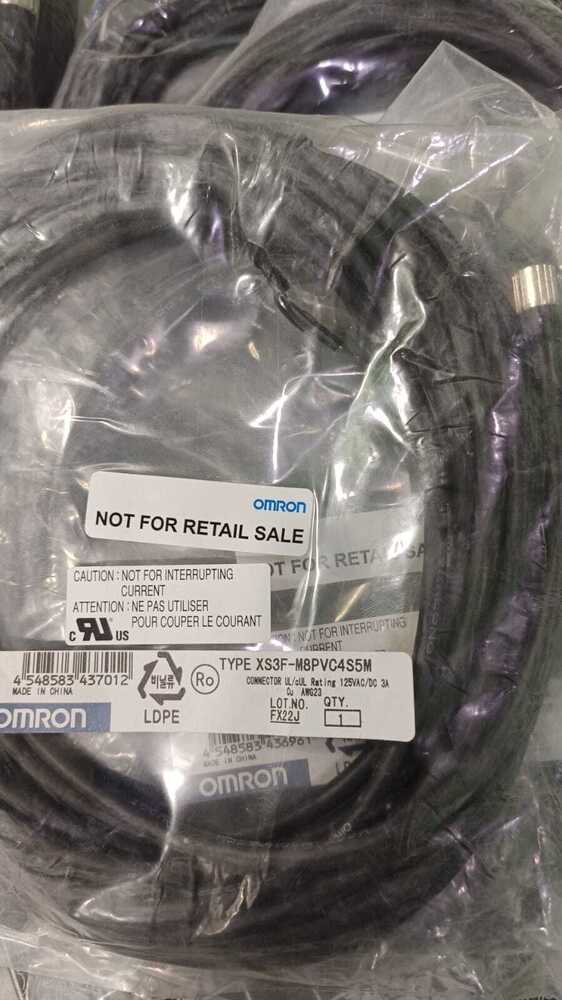 OMRON
NOT FOR RETAIL SALE
OT FOR RETAIL SA
CAUTION : NOT FOR INTERRUPTING
CURRENT
ATTENTION : NE PAS UTILISER
POUR COUPER LE COURANT
C US
: NOT FOR INTERRUPTING
CURRENT
TYPE XS3F-M8PVC4S5M
4 548583 437012
MADE IN CHINA
비닐류
LDPE
Ro
CONNECTOR UL/cUL Rating 125VAC/DC 3A
Cu AWG23
LOT.NO. QTY.
FX22J 1
OMRON
4 548583 436961
MADE IN CHINA
OMRON